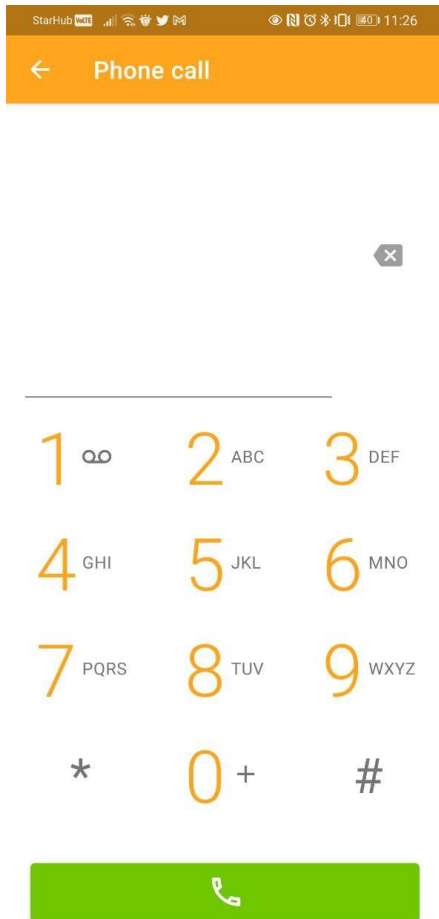 StarHub VoLTE 40 11:26
Phone call
1 2 ABC 3 DEF
4 GHI 5 JKL 6 MNO
7 PQRS 8 TUV 9 WXYZ
* 0 + #